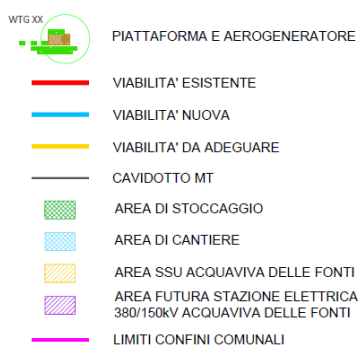 WTG XX
PIATTAFORMA E AEROGENERATORE
VIABILITA' ESISTENTE
VIABILITA' NUOVA
VIABILITA' DA ADEGUARE
CAVIDOTTO MT
AREA DI STOCCAGGIO
AREA DI CANTIERE
AREA SSU ACQUAVIVA DELLE FONTI
AREA FUTURA STAZIONE ELETTRICA
380/150kV ACQUAVIVA DELLE FONTI
LIMITI CONFINI COMUNALI